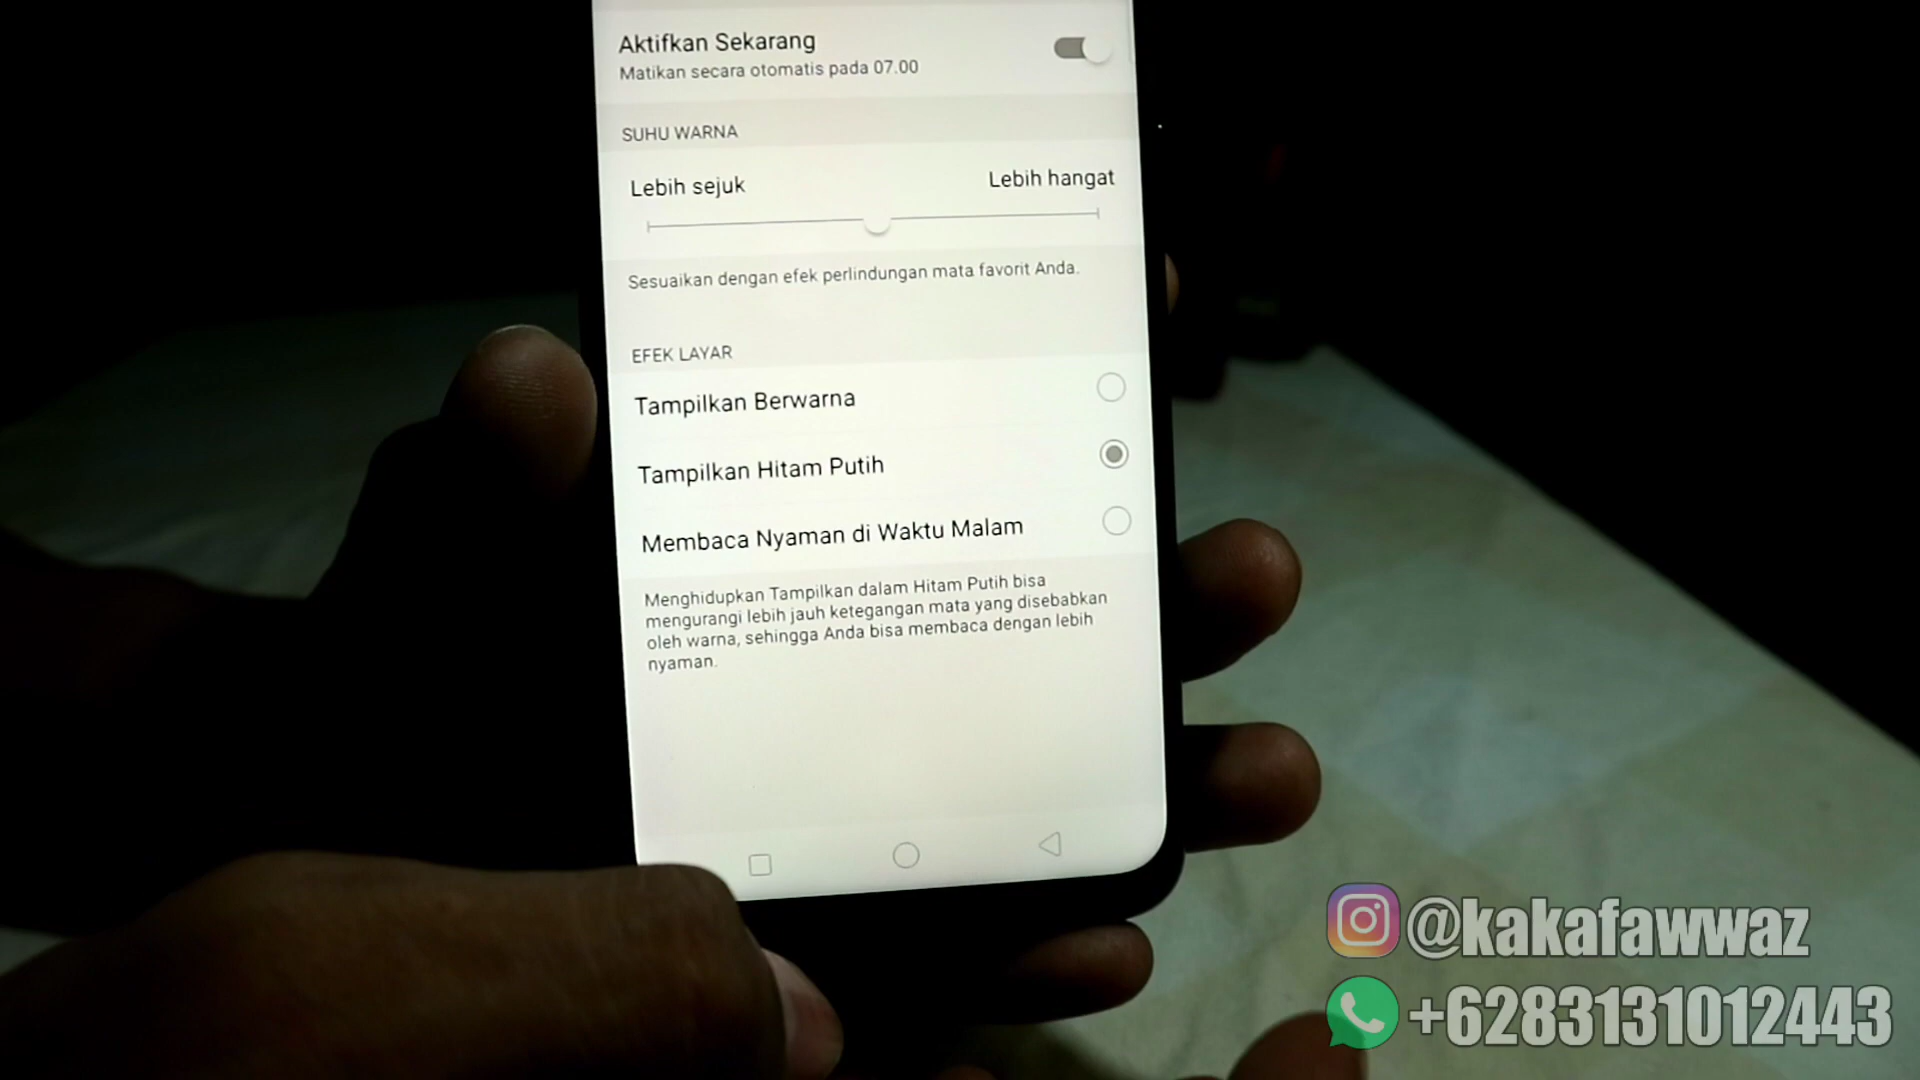 Aktifkan Sekarang
Matikan secara otomatis pada 07.00
SUHU WARNA
Lebih sejuk
Lebih hangat
Sesuaikan dengan efek perlindungan mata favorit Anda.
EFEK LAYAR
Tampilkan Berwarna
Tampilkan Hitam Putih
Membaca Nyaman di Waktu Malam
Menghidupkan Tampilkan dalam Hitam Putih bisa
mengurangi lebih jauh ketegangan mata yang disebabkan
oleh warna, sehingga Anda bisa membaca dengan lebih
nyaman.
@kakafawwaz
+6283131012443